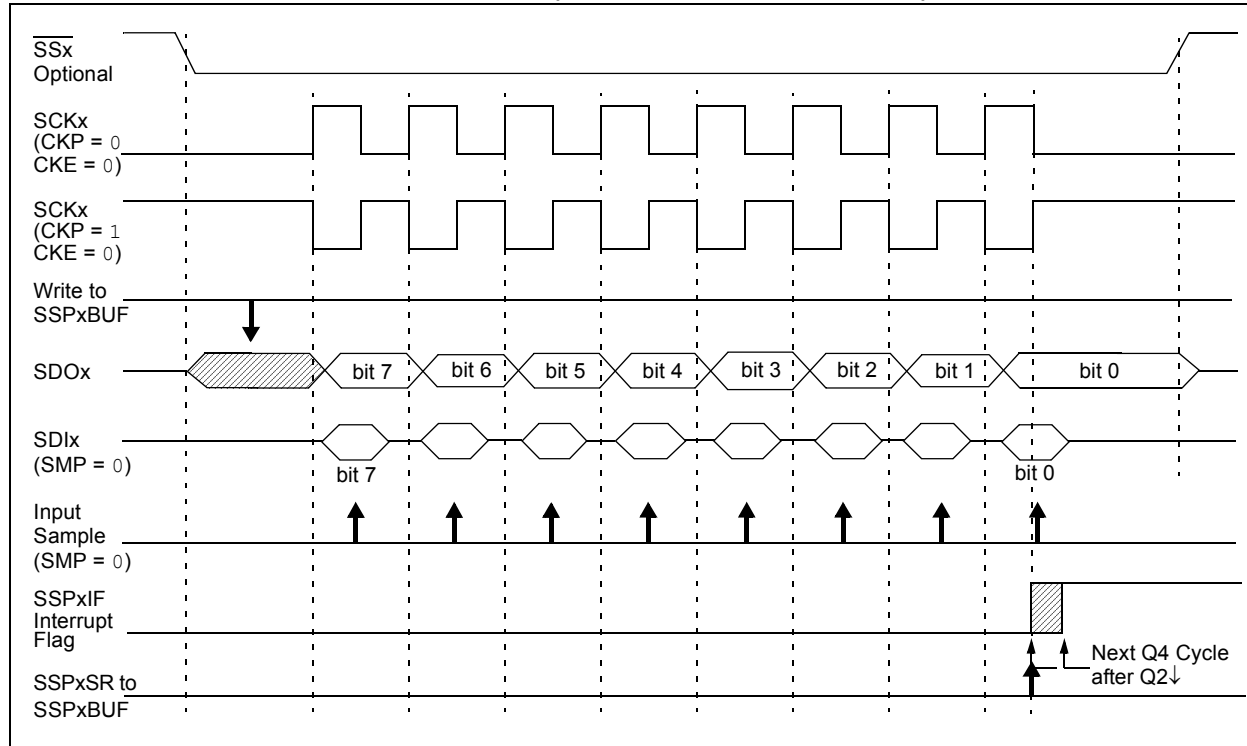 SSx
Optional
SCKx
(CKP = 0
CKE = 0)
SCKx
(CKP = 1
CKE = 0)
Write to
SSPxBUF
SDOx
bit 7
bit 6
bit 5
bit 4
bit 3
bit 2
bit 1
bit 0
SDIx
(SMP = 0)
bit 7
bit 0
Input
Sample
(SMP = 0)
SSPxIF
Interrupt
Flag
Next Q4 Cycle
after Q2↓
SSPxSR to
SSPxBUF